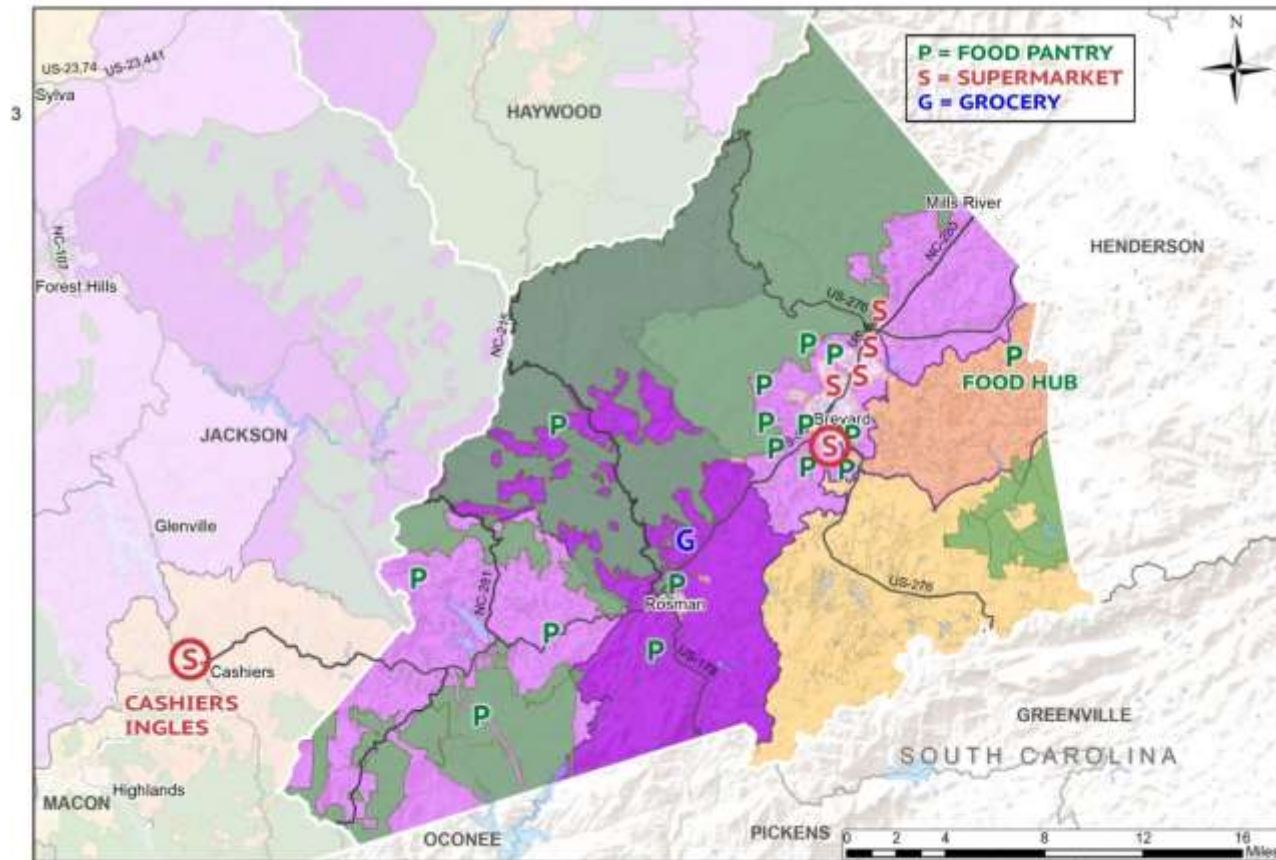 N
P = FOOD PANTRY
S = SUPERMARKET
G = GROCERY
US-23,74
US-23,441
Sylva
3
HAYWOOD
Mills River
NC-280
HENDERSON
NC-107
Forest Hills
US-276
S
NC-215
P
P
S
P
FOOD HUB
S
S
P
JACKSON
P
P
P
Brevard
P
P
S
P
P
Glenville
G
P
P
Rosman
US-276
NC-281
P
P
S
Cashiers
US-178
CASHIERS
INGLES
P
GREENVILLE
SOUTH CAROLINA
Highlands
MACON
OCONEE
PICKENS
0 2 4 8 12 16
Miles